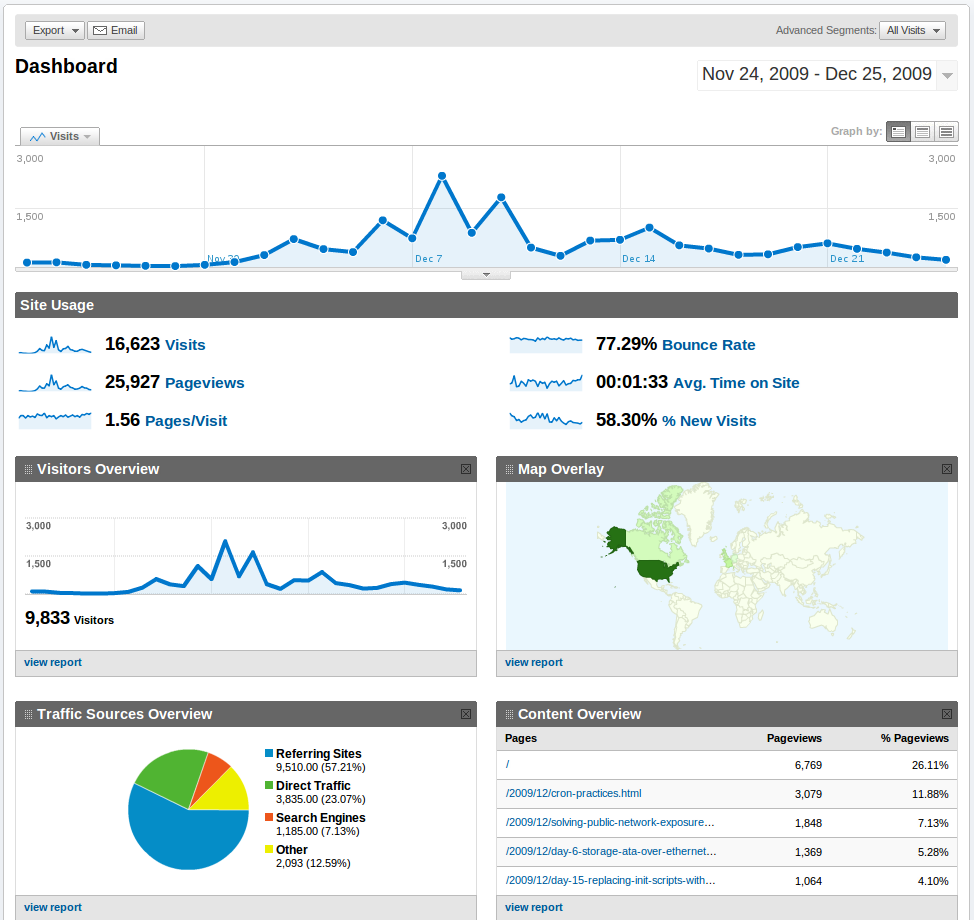 Export Email Advanced Segments: All Visits
Dashboard
Nov 24, 2009 - Dec 25, 2009
Visits Graph by:
3,000 3,000
1,500 1,500
Nov 30 Dec 7 Dec 14 Dec 21
Site Usage
16,623 Visits
77.29% Bounce Rate
25,927 Pageviews
00:01:33 Avg. Time on Site
1.56 Pages/Visit
58.30% % New Visits
Visitors Overview
3,000 3,000
1,500 1,500
9,833 Visitors
view report
Map Overlay
view report
Traffic Sources Overview
Referring Sites
9,510.00 (57.21%)
Direct Traffic
3,835.00 (23.07%)
Search Engines
1,185.00 (7.13%)
Other
2,093 (12.59%)
view report
Content Overview
Pages Pageviews % Pageviews
/ 6,769 26.11%
/2009/12/cron-practices.html 3,079 11.88%
/2009/12/solving-public-network-exposure… 1,848 7.13%
/2009/12/day-6-storage-ata-over-ethernet… 1,369 5.28%
/2009/12/day-15-replacing-init-scripts-with… 1,064 4.10%
view report